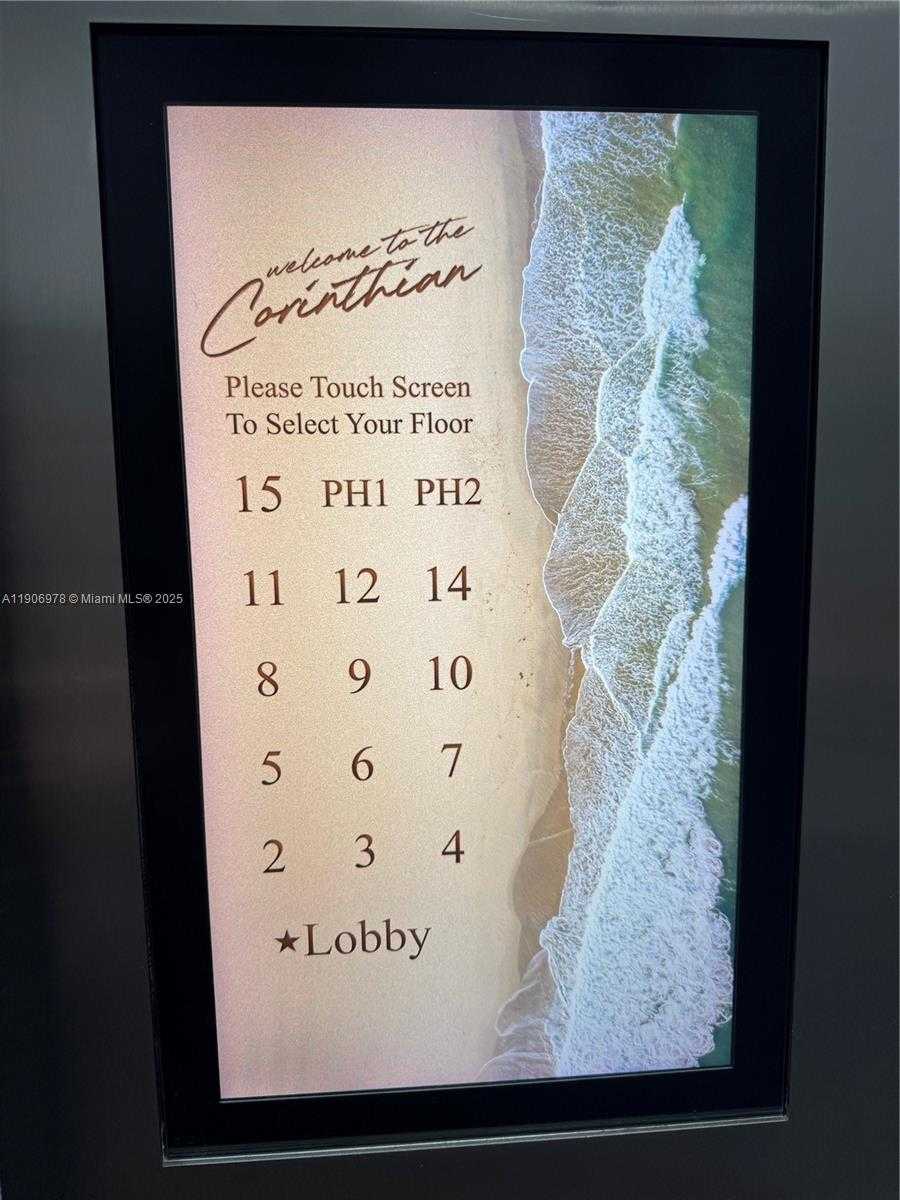 welcome to the
Corinthian
Please Touch Screen
To Select Your Floor
15 PH1 PH2
11 12 14
A11906978 © Miami MLS® 2025
8 9 10
5 6 7
2 3 4
★Lobby